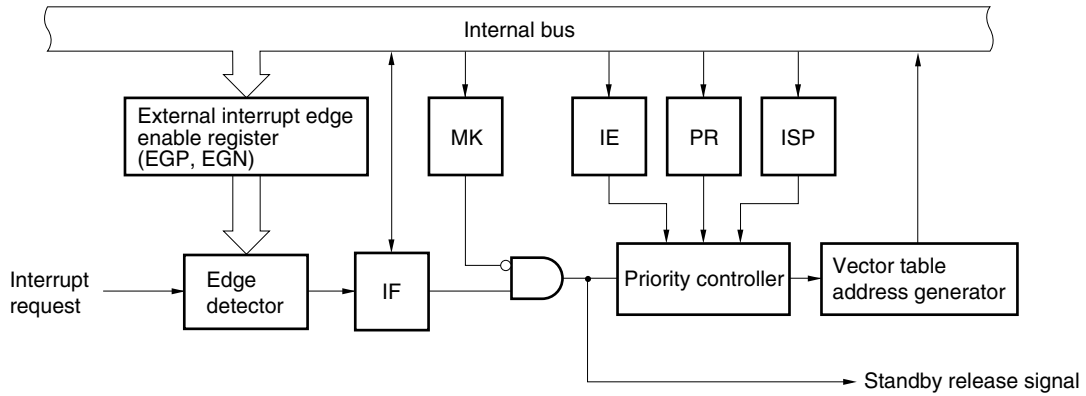 Internal bus
External interrupt edge
enable register
(EGP, EGN)
MK
IE
PR
ISP
Interrupt
request
Edge
detector
IF
Priority controller
Vector table
address generator
Standby release signal